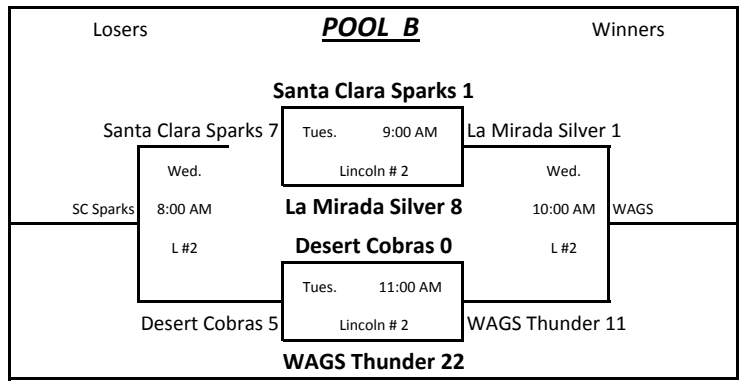 Losers POOL B Winners
Santa Clara Sparks 1
Santa Clara Sparks 7 Tues. 9:00 AM La Mirada Silver 1
Wed. Lincoln # 2 Wed.
SC Sparks 8:00 AM La Mirada Silver 8 10:00 AM WAGS
L #2 Desert Cobras 0 L #2
Tues. 11:00 AM
Desert Cobras 5 Lincoln # 2 WAGS Thunder 11
WAGS Thunder 22